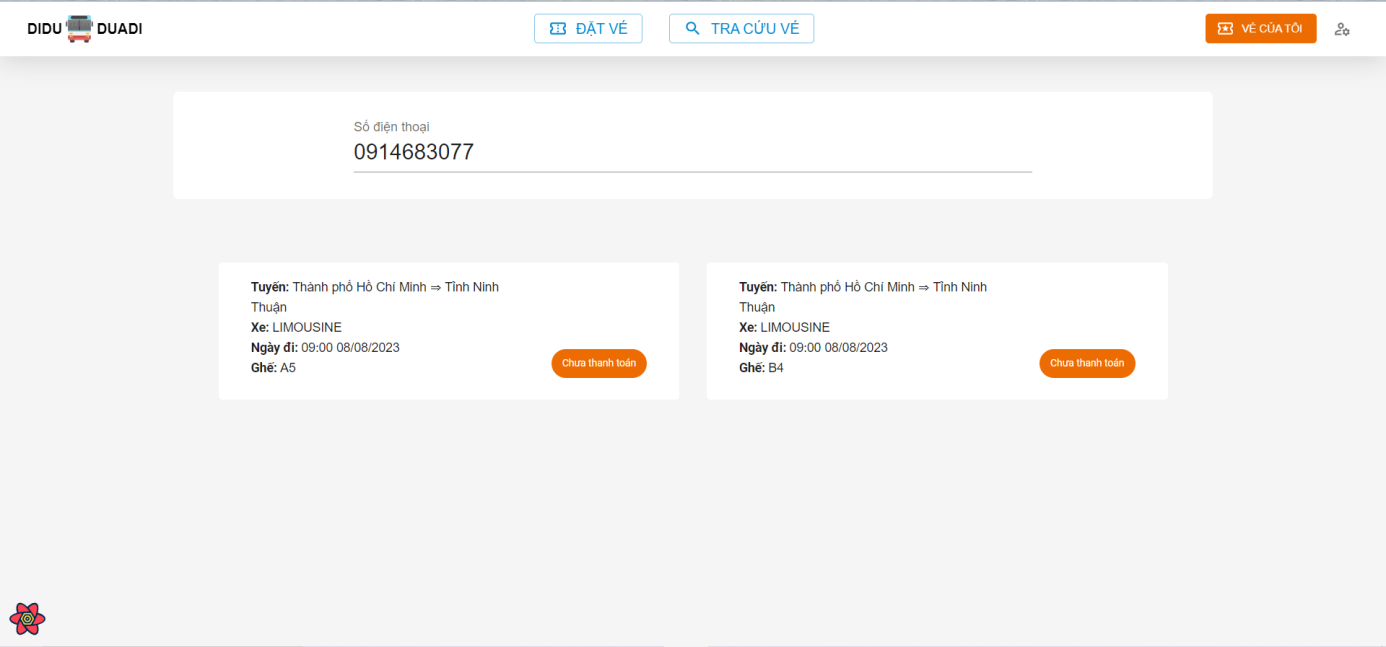 DIDU DUADI
ĐẶT VÉ
TRA CỨU VÉ
VÉ CỦA TÔI
Số điện thoại
0914683077
Tuyến: Thành phố Hồ Chí Minh ⇒ Tỉnh Ninh
Thuận
Xe: LIMOUSINE
Ngày đi: 09:00 08/08/2023
Ghế: A5
Chưa thanh toán
Tuyến: Thành phố Hồ Chí Minh ⇒ Tỉnh Ninh
Thuận
Xe: LIMOUSINE
Ngày đi: 09:00 08/08/2023
Ghế: B4
Chưa thanh toán